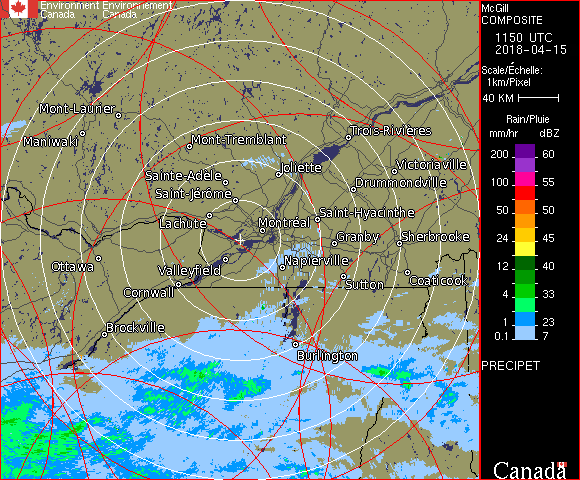 Environment Environnement
Canada Canada
McGill
COMPOSITE
1150 UTC
2018-04-15
Scale/Échelle:
1km/Pixel
40 KM
Rain/Pluie
mm/hr dBZ
200 60
150 57
100 55
50 50
24 45
12 40
4 33
1 23
0.1 7
PRECIPET
Canada
Mont-Laurier
Maniwaki
Mont-Tremblant
Trois-Rivières
Joliette
Victoriaville
Sainte-Adèle
Drummondville
Saint-Jérôme
Lachute
Montréal
Saint-Hyacinthe
Granby
Sherbrooke
Ottawa
Valleyfield
Napierville
Cornwall
Sutton
Coaticook
Brockville
Burlington